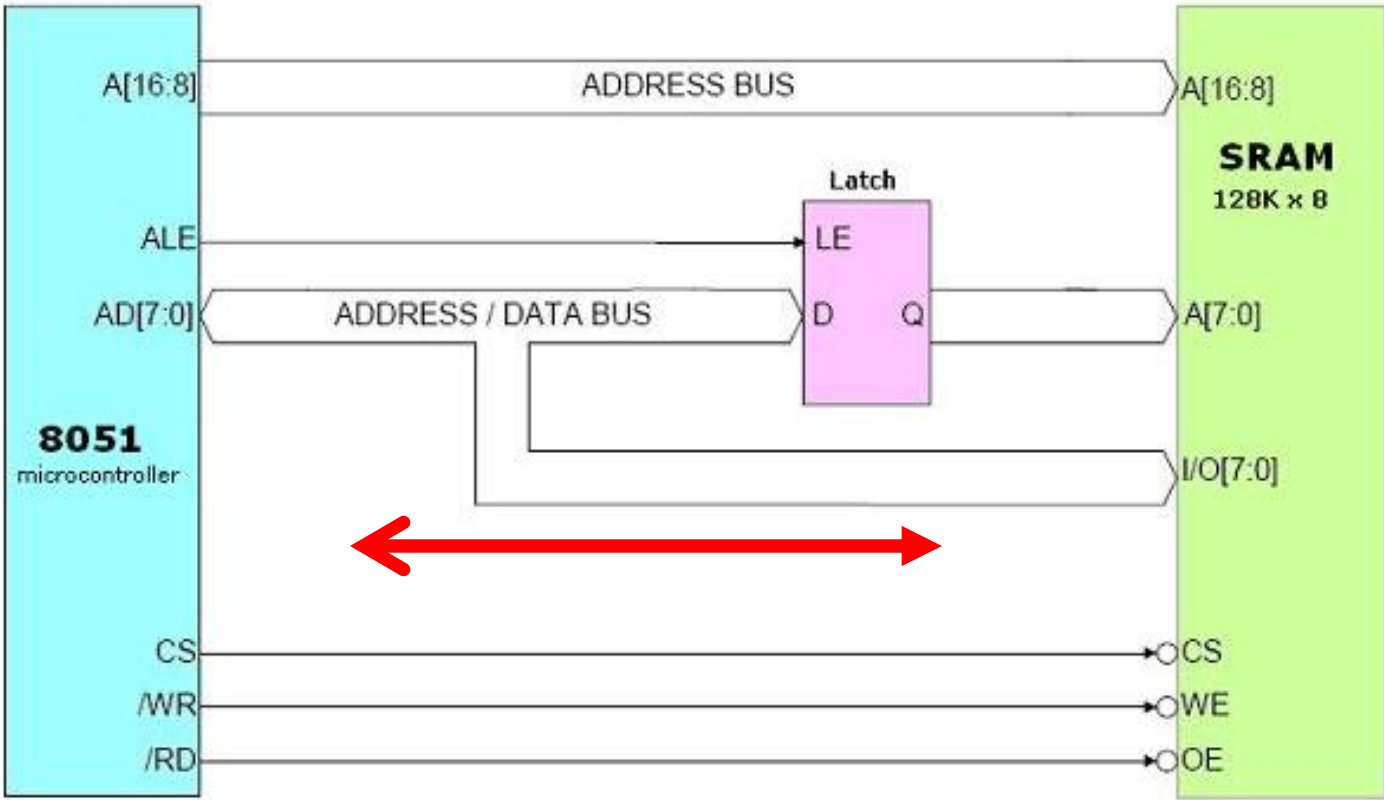 A[16:8]
ADDRESS BUS
A[16:8]
SRAM
128K x 8
Latch
ALE
LE
AD[7:0]
ADDRESS / DATA BUS
D
Q
A[7:0]
8051
microcontroller
I/O[7:0]
CS
CS
/WR
WE
/RD
OE